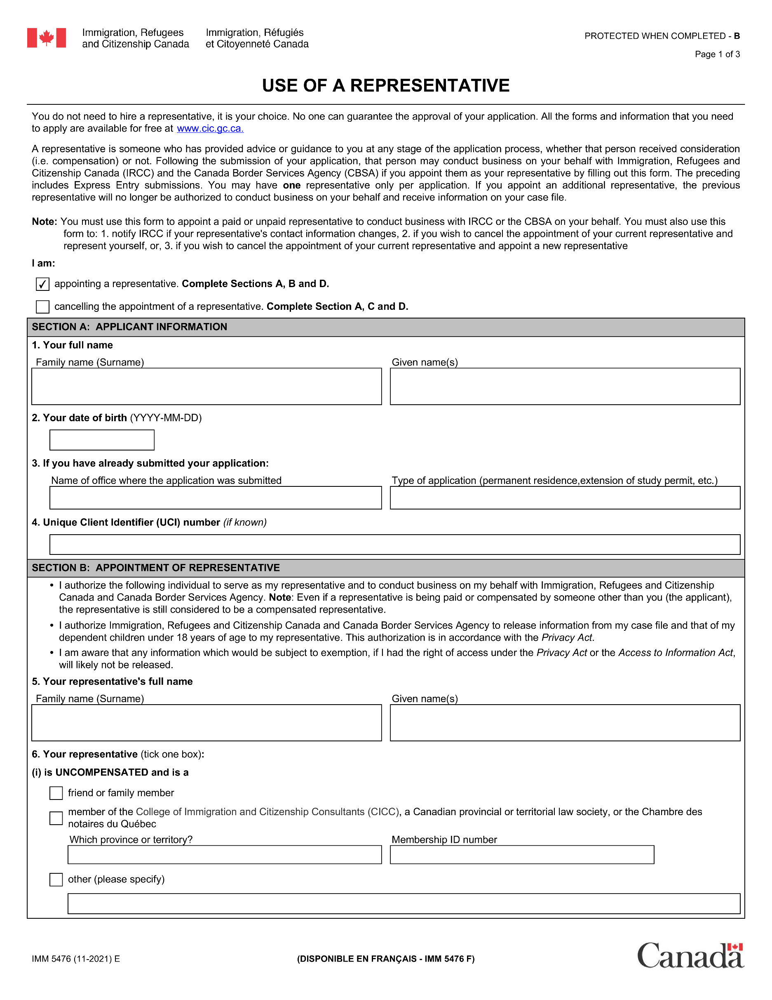 Immigration, Refugees
and Citizenship Canada
Immigration, Réfugiés
et Citoyenneté Canada
PROTECTED WHEN COMPLETED - B
Page 1 of 3
USE OF A REPRESENTATIVE
You do not need to hire a representative, it is your choice. No one can guarantee the approval of your application. All the forms and information that you need
to apply are available for free at www.cic.gc.ca.
A representative is someone who has provided advice or guidance to you at any stage of the application process, whether that person received consideration
(i.e. compensation) or not. Following the submission of your application, that person may conduct business on your behalf with Immigration, Refugees and
Citizenship Canada (IRCC) and the Canada Border Services Agency (CBSA) if you appoint them as your representative by filling out this form. The preceding
includes Express Entry submissions. You may have one representative only per application. If you appoint an additional representative, the previous
representative will no longer be authorized to conduct business on your behalf and receive information on your case file.
Note: You must use this form to appoint a paid or unpaid representative to conduct business with IRCC or the CBSA on your behalf. You must also use this
form to: 1. notify IRCC if your representative's contact information changes, 2. if you wish to cancel the appointment of your current representative and
represent yourself, or, 3. if you wish to cancel the appointment of your current representative and appoint a new representative
I am:
✓ appointing a representative. Complete Sections A, B and D.
cancelling the appointment of a representative. Complete Section A, C and D.
SECTION A: APPLICANT INFORMATION
1. Your full name
Family name (Surname)
Given name(s)
2. Your date of birth (YYYY-MM-DD)
3. If you have already submitted your application:
Name of office where the application was submitted
Type of application (permanent residence,extension of study permit, etc.)
4. Unique Client Identifier (UCI) number (if known)
SECTION B: APPOINTMENT OF REPRESENTATIVE
• I authorize the following individual to serve as my representative and to conduct business on my behalf with Immigration, Refugees and Citizenship
Canada and Canada Border Services Agency. Note: Even if a representative is being paid or compensated by someone other than you (the applicant),
the representative is still considered to be a compensated representative.
• I authorize Immigration, Refugees and Citizenship Canada and Canada Border Services Agency to release information from my case file and that of my
dependent children under 18 years of age to my representative. This authorization is in accordance with the Privacy Act.
• I am aware that any information which would be subject to exemption, if I had the right of access under the Privacy Act or the Access to Information Act,
will likely not be released.
5. Your representative's full name
Family name (Surname)
Given name(s)
6. Your representative (tick one box):
(i) is UNCOMPENSATED and is a
friend or family member
member of the College of Immigration and Citizenship Consultants (CICC), a Canadian provincial or territorial law society, or the Chambre des
notaires du Québec
Which province or territory?
Membership ID number
other (please specify)
IMM 5476 (11-2021) E
(DISPONIBLE EN FRANÇAIS - IMM 5476 F)
Canada